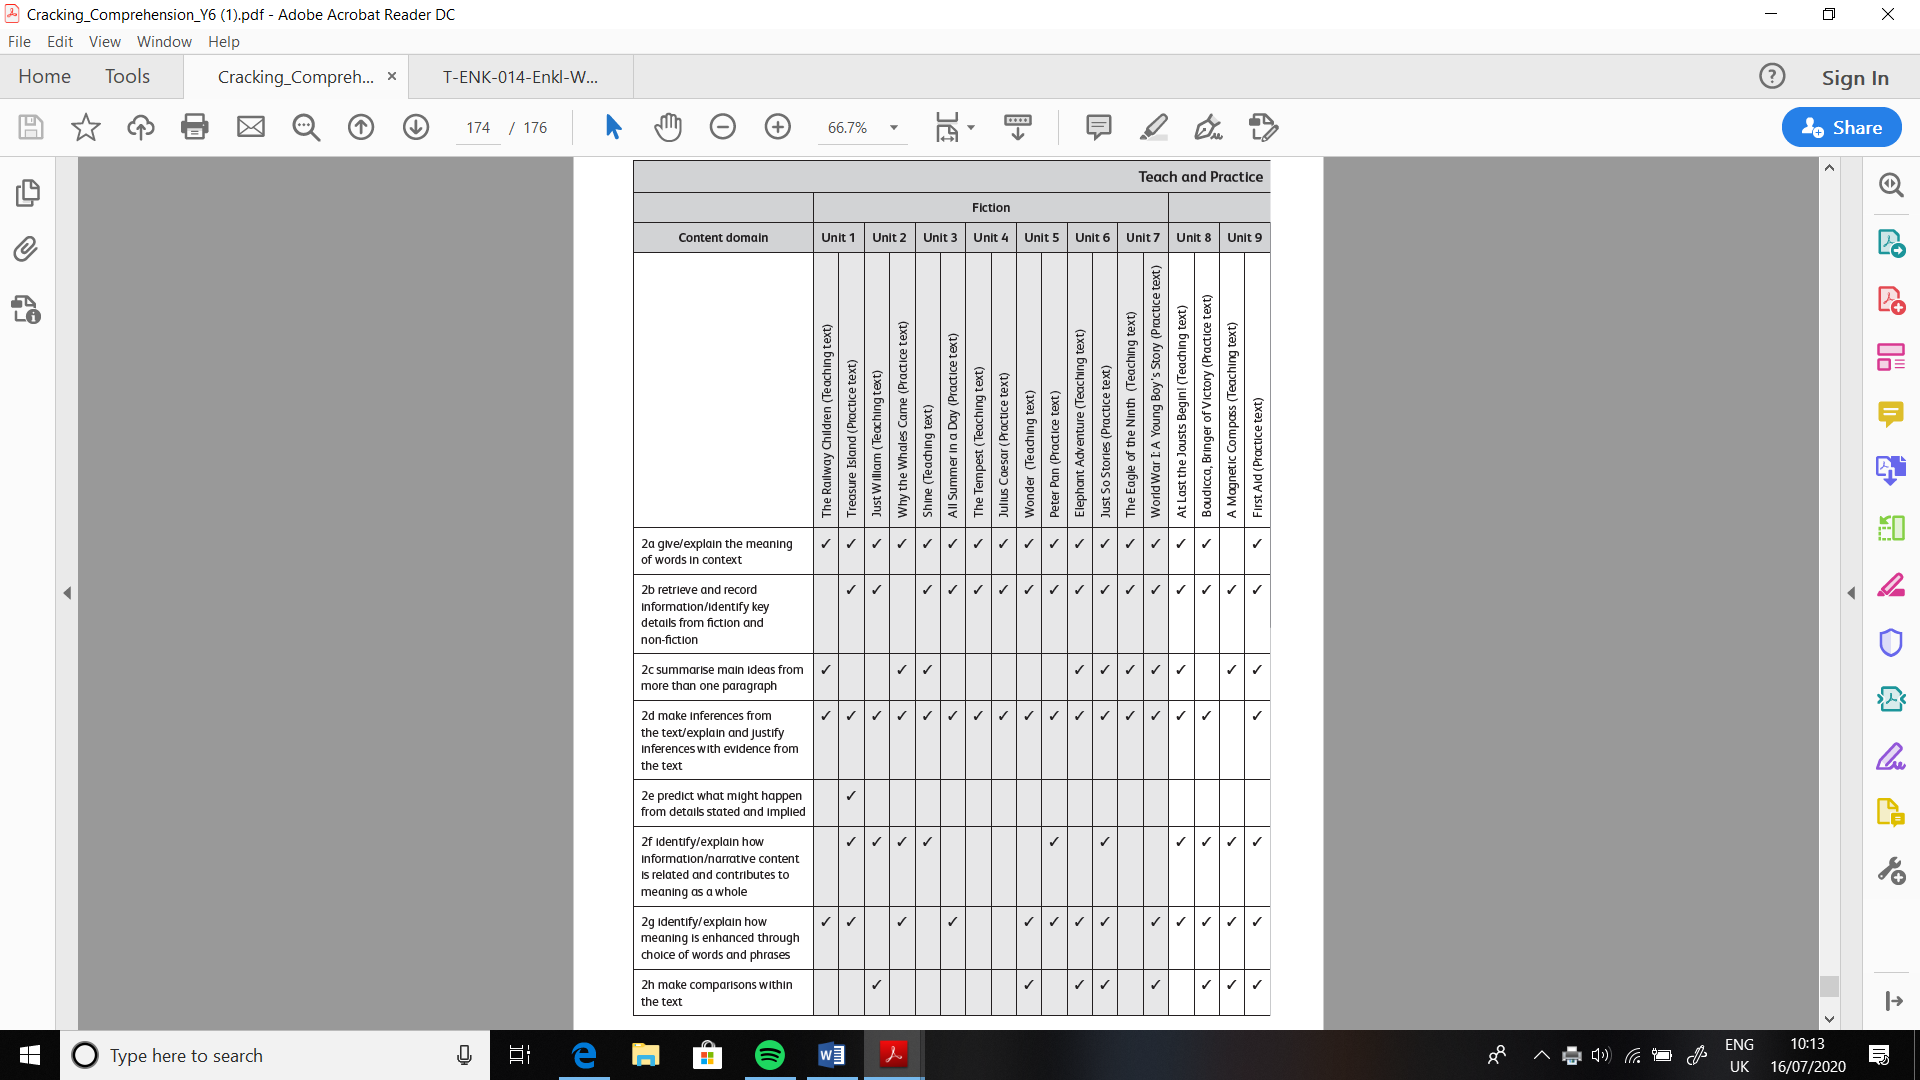 Cracking_Comprehension_Y6 (1).pdf - Adobe Acrobat Reader DC
File Edit View Window Help
Home Tools Cracking_Compreh... × T-ENK-014-Enkl-W... ? Sign In
174 / 176 66.7% Share
Teach and Practice
Fiction
Content domain Unit 1 Unit 2 Unit 3 Unit 4 Unit 5 Unit 6 Unit 7 Unit 8 Unit 9
The Railway Children (Teaching text)
Treasure Island (Practice text)
Just William (Teaching text)
Why the Whales Came (Practice text)
Shine (Teaching text)
All Summer in a Day (Practice text)
The Tempest (Teaching text)
Julius Caesar (Practice text)
Wonder (Teaching text)
Peter Pan (Practice text)
Elephant Adventure (Teaching text)
Just So Stories (Practice text)
The Eagle of the Ninth (Teaching text)
World War I: A Young Boy's Story (Practice text)
At Last the Jousts Begin! (Teaching text)
Boudicca, Bringer of Victory (Practice text)
A Magnetic Compass (Teaching text)
First Aid (Practice text)
2a give/explain the meaning ✓ ✓ ✓ ✓ ✓ ✓ ✓ ✓ ✓ ✓ ✓ ✓ ✓ ✓ ✓ ✓ ✓
of words in context
2b retrieve and record ✓ ✓ ✓ ✓ ✓ ✓ ✓ ✓ ✓ ✓ ✓ ✓ ✓ ✓ ✓ ✓
information/identify key
details from fiction and
non-fiction
2c summarise main ideas from ✓ ✓ ✓ ✓ ✓ ✓ ✓ ✓ ✓ ✓
more than one paragraph
2d make inferences from ✓ ✓ ✓ ✓ ✓ ✓ ✓ ✓ ✓ ✓ ✓ ✓ ✓ ✓ ✓ ✓ ✓
the text/explain and justify
inferences with evidence from
the text
2e predict what might happen ✓
from details stated and implied
2f identify/explain how ✓ ✓ ✓ ✓ ✓ ✓ ✓ ✓ ✓ ✓
information/narrative content
is related and contributes to
meaning as a whole
2g identify/explain how ✓ ✓ ✓ ✓ ✓ ✓ ✓ ✓ ✓ ✓ ✓ ✓ ✓
meaning is enhanced through
choice of words and phrases
2h make comparisons within ✓ ✓ ✓ ✓ ✓ ✓ ✓ ✓
the text
Type here to search
ENG 10:13
UK 16/07/2020